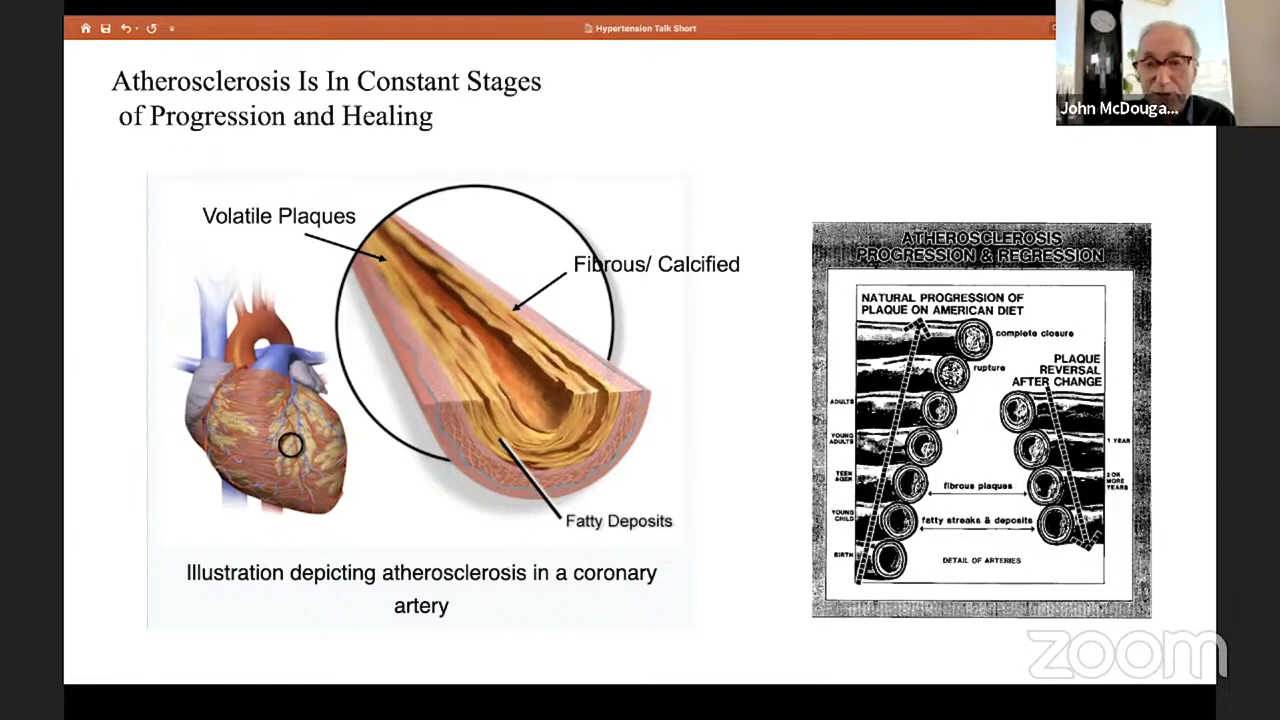 Hypertension Talk Short
John McDouga...
Atherosclerosis Is In Constant Stages
of Progression and Healing
Volatile Plaques
Fibrous/ Calcified
Fatty Deposits
Illustration depicting atherosclerosis in a coronary
artery
ATHEROSCLEROSIS
PROGRESSION & REGRESSION
NATURAL PROGRESSION OF
PLAQUE ON AMERICAN DIET
complete closure
rupture
PLAQUE
REVERSAL
AFTER CHANGE
ADULTS
YOUNG
ADULTS
1 YEAR
TEEN
AGER
2 OR
MORE
YEARS
fibrous plaques
YOUNG
CHILD
fatty streaks & deposits
BIRTH
DETAIL OF ARTERIES
zoom